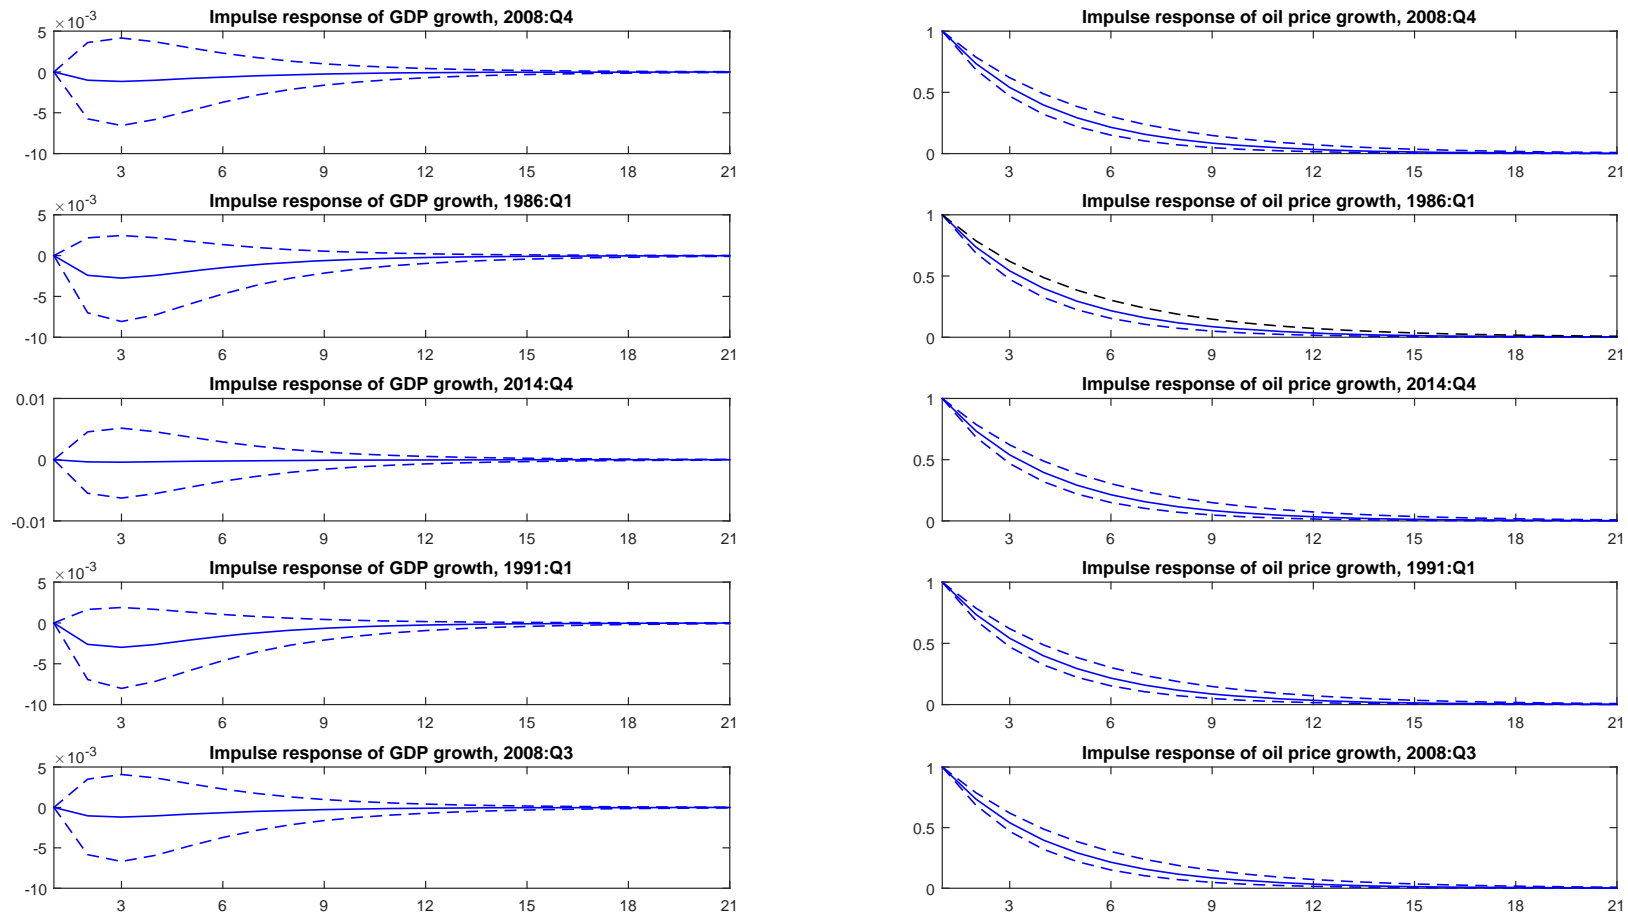 Impulse response of GDP growth, 2008:Q4
×10-3
5
0
-5
-10
3 6 9 12 15 18 21
Impulse response of oil price growth, 2008:Q4
1
0.5
0
3 6 9 12 15 18 21
Impulse response of GDP growth, 1986:Q1
×10-3
5
0
-5
-10
3 6 9 12 15 18 21
Impulse response of oil price growth, 1986:Q1
1
0.5
0
3 6 9 12 15 18 21
Impulse response of GDP growth, 2014:Q4
0.01
0
-0.01
3 6 9 12 15 18 21
Impulse response of oil price growth, 2014:Q4
1
0.5
0
3 6 9 12 15 18 21
Impulse response of GDP growth, 1991:Q1
×10-3
5
0
-5
-10
3 6 9 12 15 18 21
Impulse response of oil price growth, 1991:Q1
1
0.5
0
3 6 9 12 15 18 21
Impulse response of GDP growth, 2008:Q3
×10-3
5
0
-5
-10
3 6 9 12 15 18 21
Impulse response of oil price growth, 2008:Q3
1
0.5
0
3 6 9 12 15 18 21